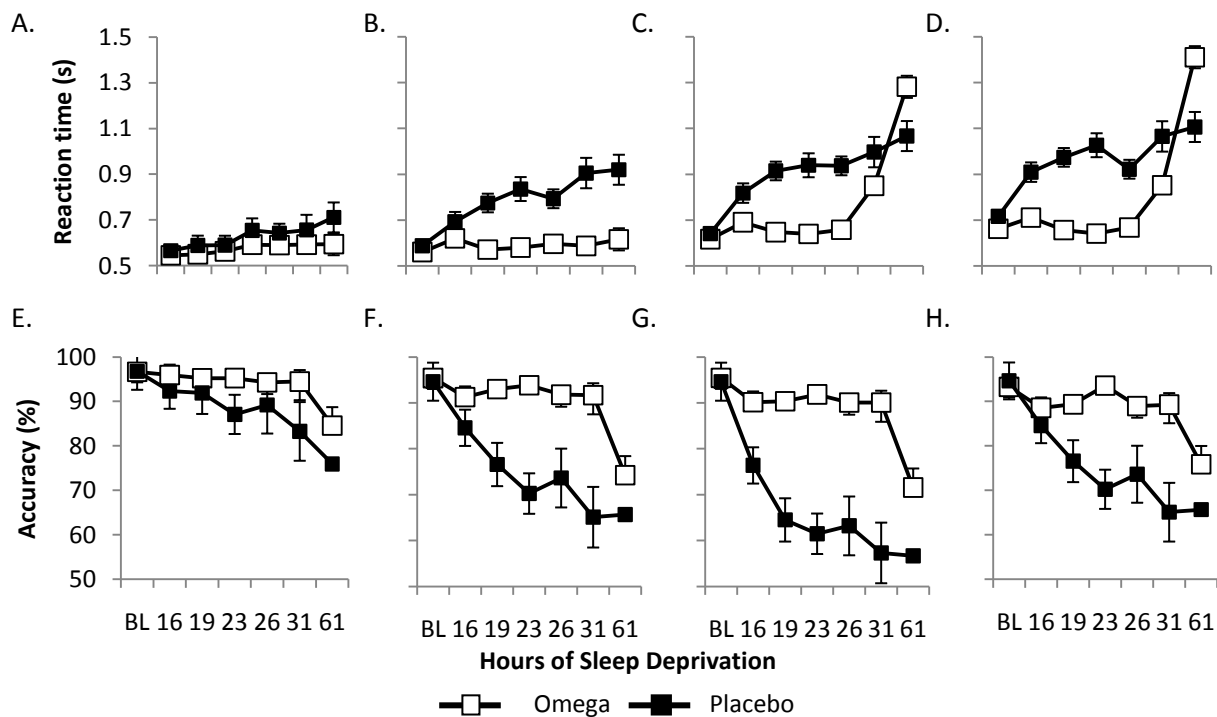 A. B. C. D.
Reaction time (s)
1.5
1.3
1.1
0.9
0.7
0.5
E. F. G. H.
Accuracy (%)
100
90
80
70
60
50
BL 16 19 23 26 31 61 BL 16 19 23 26 31 61 BL 16 19 23 26 31 61 BL 16 19 23 26 31 61
Hours of Sleep Deprivation
Omega Placebo